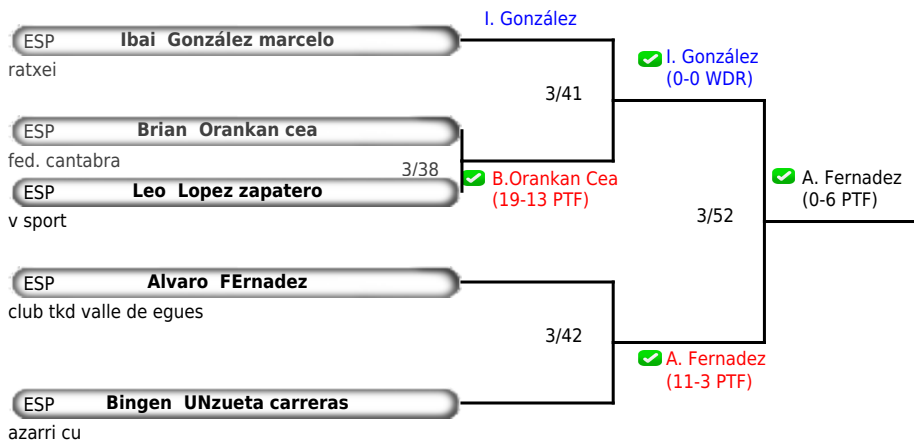 I. González
ESP Ibai González marcelo
ratxei
I. González
(0-0 WDR)
3/41
ESP Brian Orankan cea
fed. cantabra
3/38
B.Orankan Cea
(19-13 PTF)
ESP Leo Lopez zapatero
v sport
A. Fernadez
(0-6 PTF)
3/52
ESP Alvaro FErnadez
club tkd valle de egues
3/42
A. Fernadez
(11-3 PTF)
ESP Bingen UNzueta carreras
azarri cu